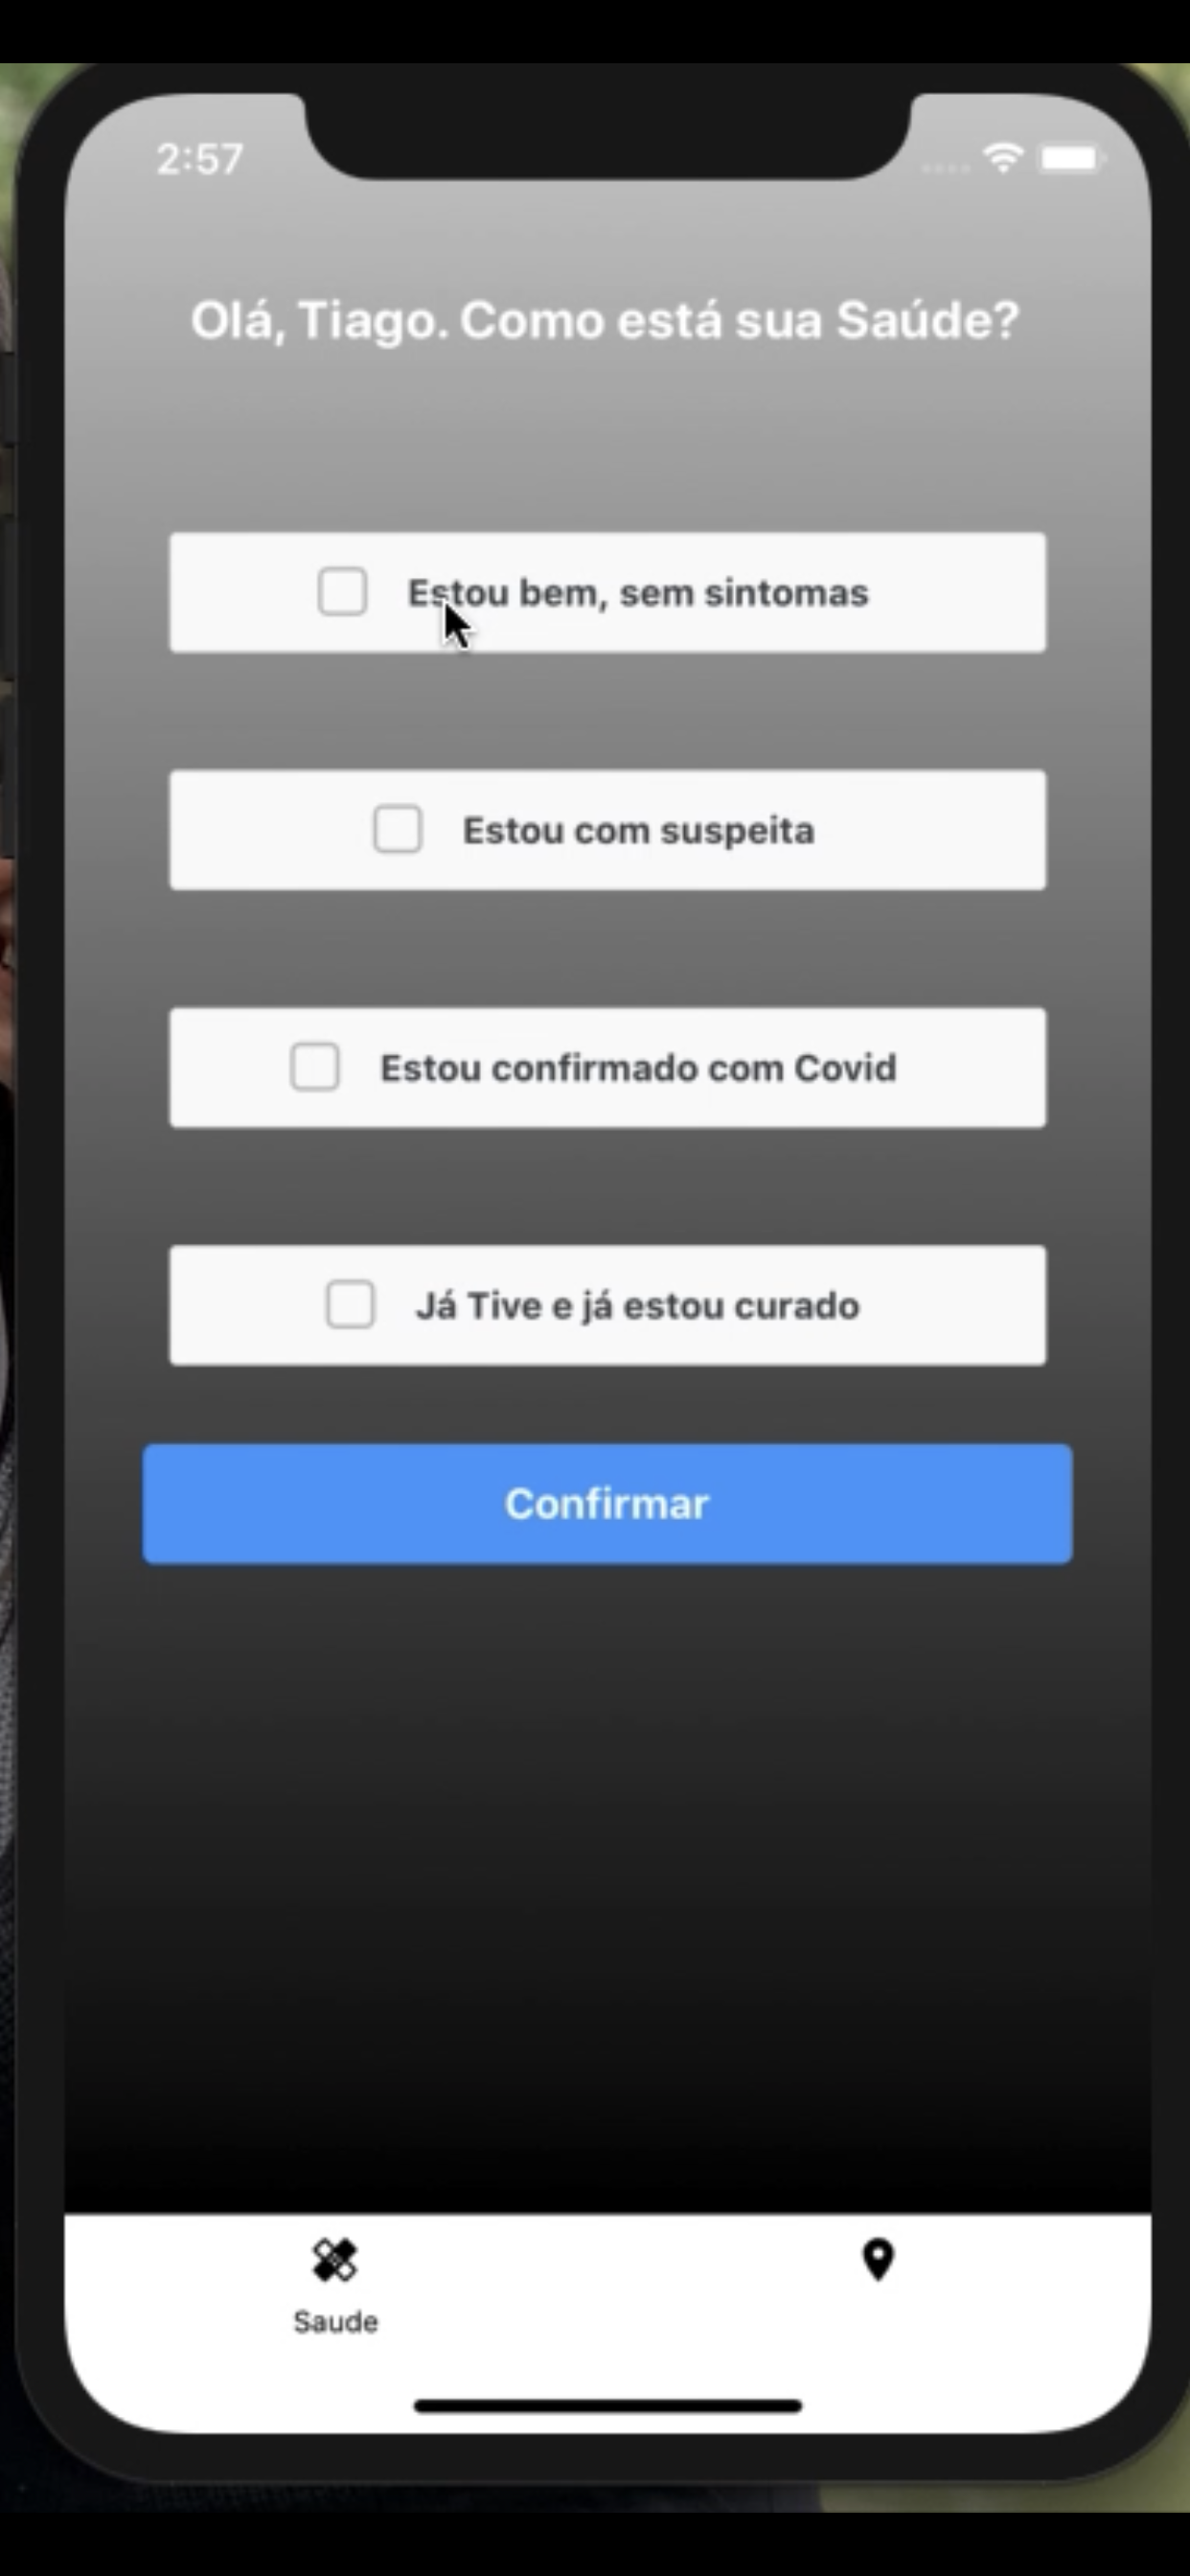 2:57
Olá, Tiago. Como está sua Saúde?
Estou bem, sem sintomas
Estou com suspeita
Estou confirmado com Covid
Já Tive e já estou curado
Confirmar
Saude